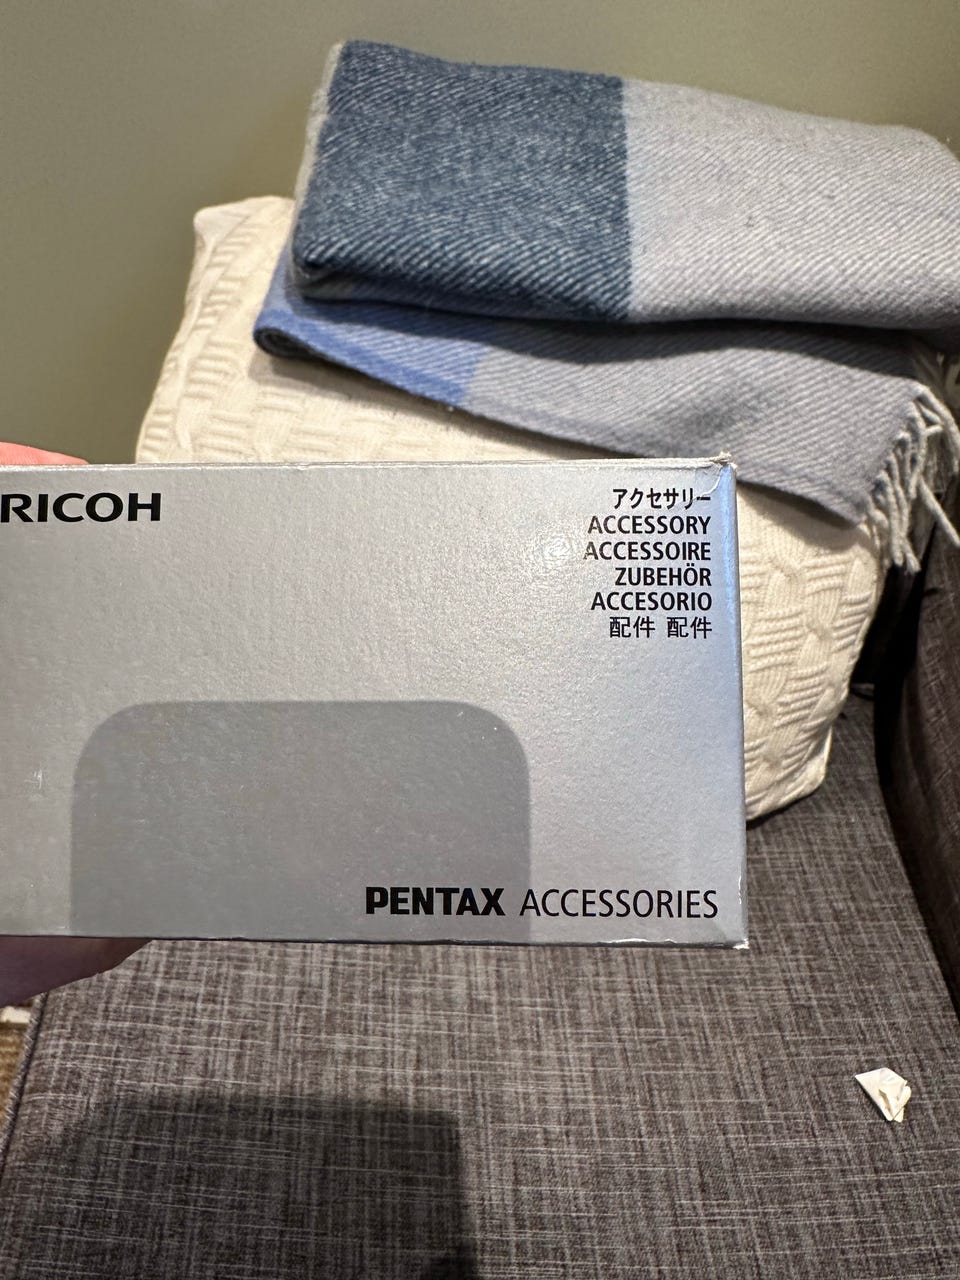 RICOH
アクセサリー
ACCESSORY
ACCESSOIRE
ZUBEHÖR
ACCESORIO
配件 配件
PENTAX ACCESSORIES